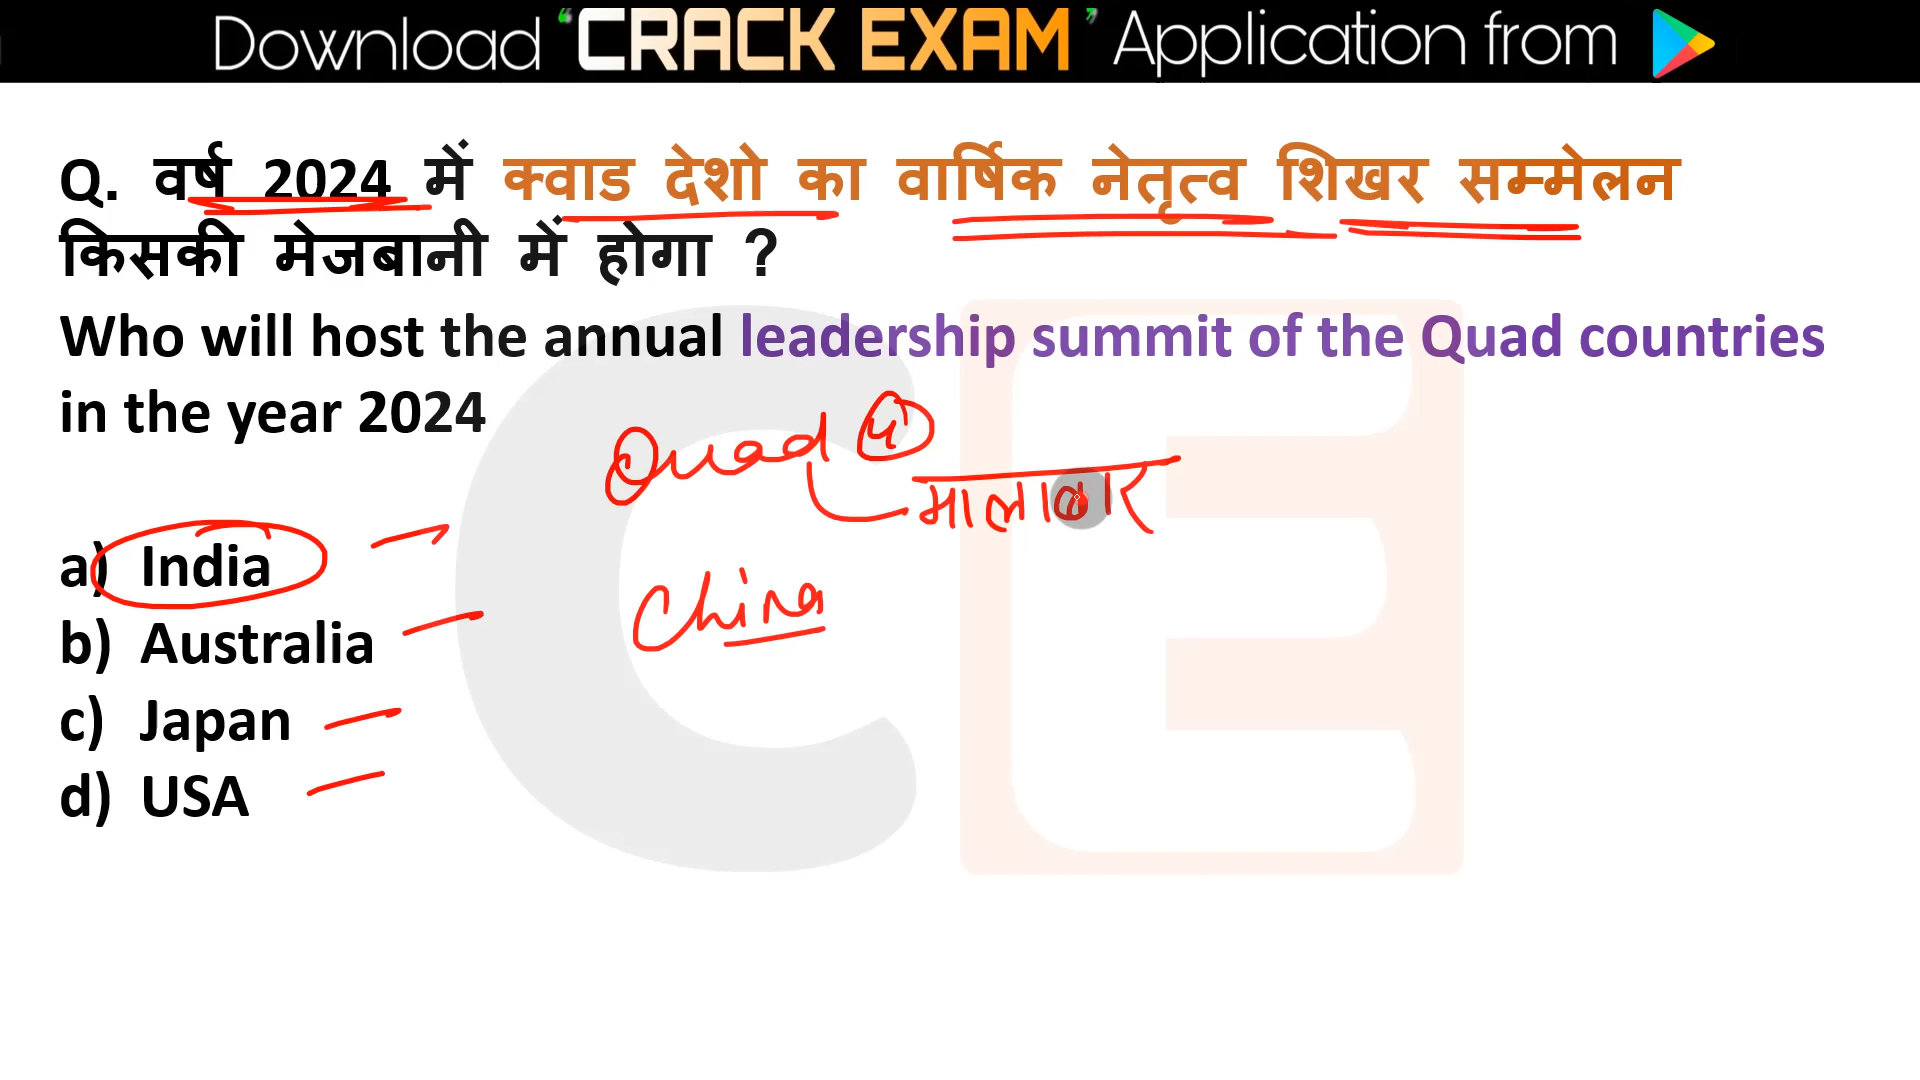 Download ‘CRACK EXAM’ Application from
Q. वर्ष 2024 में क्वाड देशो का वार्षिक नेतृत्व शिखर सम्मेलन
किसकी मेजबानी में होगा ?
Who will host the annual leadership summit of the Quad countries
in the year 2024
Quad 4
मालाबार
a) India
China
b) Australia
c) Japan
d) USA
CE